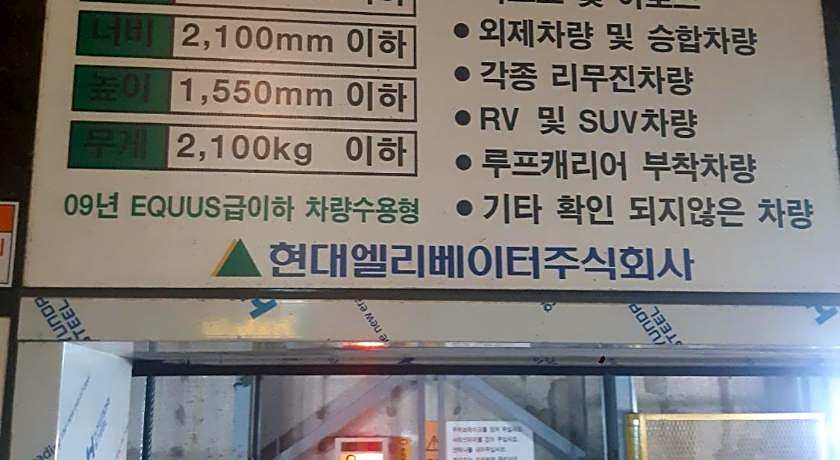 너비 2,100mm 이하
높이 1,550mm 이하
무게 2,100kg 이하
09년 EQUUS급이하 차량수용형
● 외제차량 및 승합차량
● 각종 리무진차량
● RV 및 SUV차량
● 루프캐리어 부착차량
● 기타 확인 되지않은 차량
현대엘리베이터주식회사
STEEL
the new
STEEL